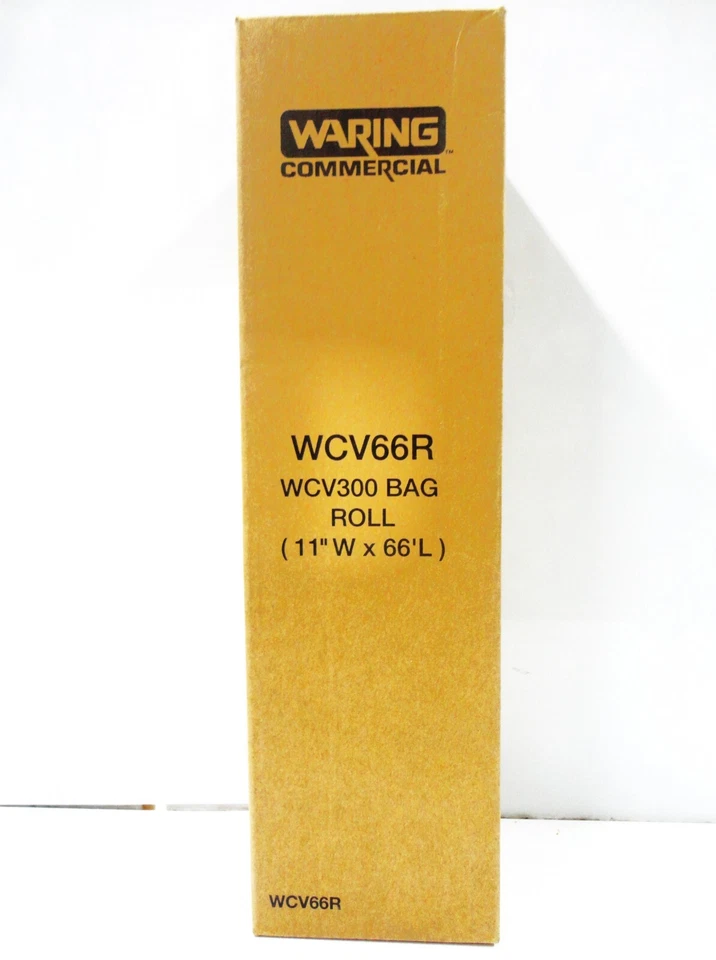 WARING
COMMERCIAL
WCV66R
WCV300 BAG
ROLL
( 11" W x 66'L )
WCV66R